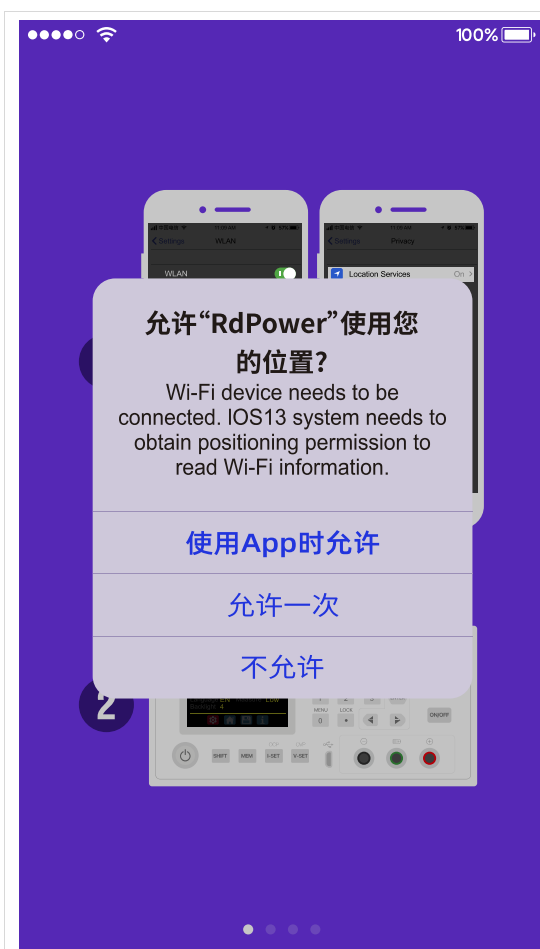 100%
Settings WLAN
Settings Privacy
WLAN
Location Services On
允许“RdPower”使用您
的位置?
Wi-Fi device needs to be
connected. IOS13 system needs to
obtain positioning permission to
read Wi-Fi information.
使用App时允许
允许一次
不允许
2
MENU LOCK
0
ON/OFF
SHIFT MEM I-SET V-SET